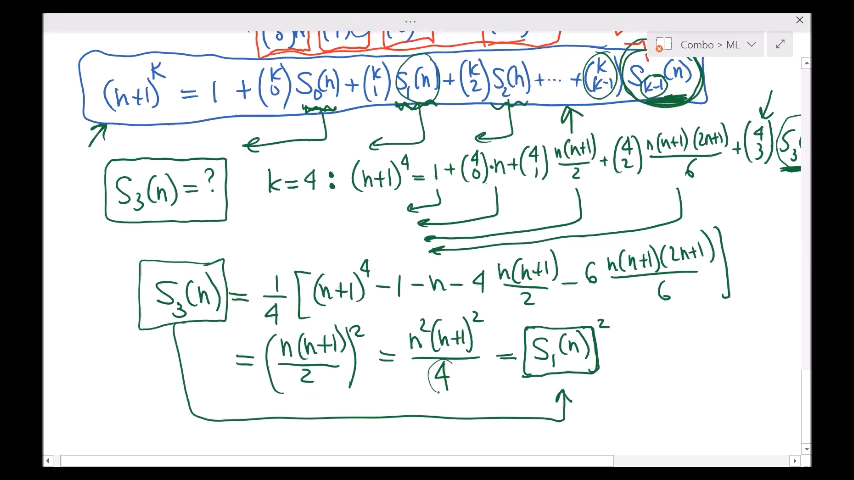 Combo > ML
(n+1)^k = 1 + (k 0) S_0(n) + (k 1) S_1(n) + (k 2) S_2(n) + ... + (k k-1) S_(k-1)(n)
S_3(n) = ?  k=4 : (n+1)^4 = 1 + (4 0)·n + (4 1) n(n+1)/2 + (4 2) n(n+1)(2n+1)/6 + (4 3) S_3
S_3(n) = 1/4 [(n+1)^4 - 1 - n - 4 n(n+1)/2 - 6 n(n+1)(2n+1)/6]
= (n(n+1)/2)^2 = n^2(n+1)^2/4 = [S_1(n)]^2